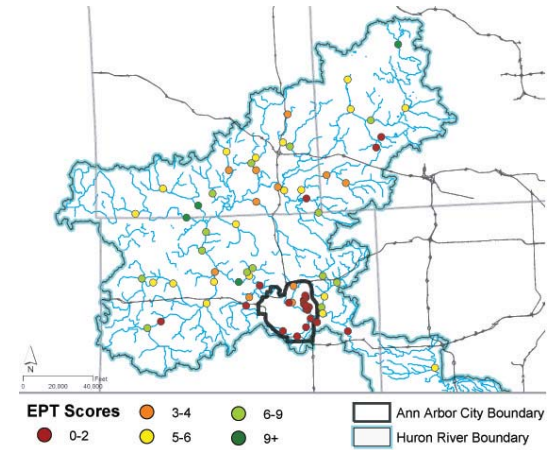 N
0 20,000 40,000 Feet
EPT Scores
3-4
6-9
Ann Arbor City Boundary
0-2
5-6
9+
Huron River Boundary